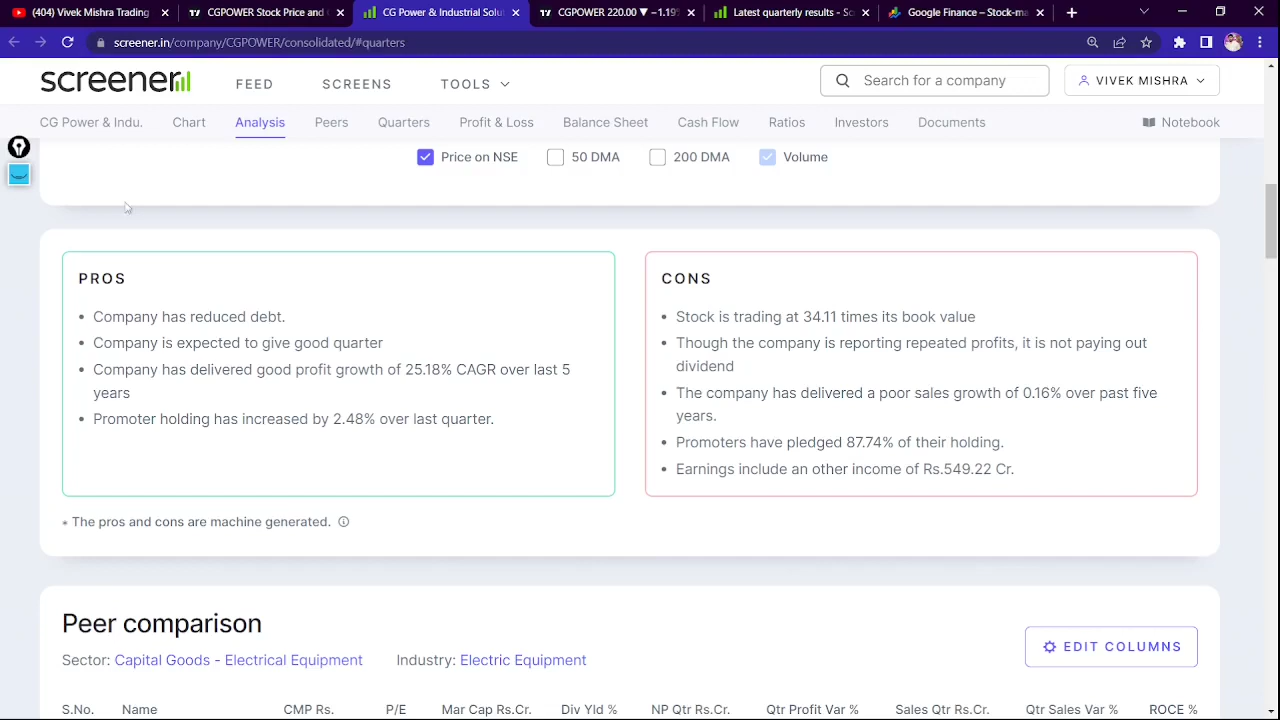 (404) Vivek Mishra Trading
CGPOWER Stock Price and C
CG Power & Industrial Solut
CGPOWER 220.00 ▼ −1.19%
Latest quarterly results - Sc
Google Finance – Stock-ma
screener.in/company/CGPOWER/consolidated/#quarters
screener
FEED
SCREENS
TOOLS
Search for a company
VIVEK MISHRA
CG Power & Indu.
Chart
Analysis
Peers
Quarters
Profit & Loss
Balance Sheet
Cash Flow
Ratios
Investors
Documents
Notebook
Price on NSE
50 DMA
200 DMA
Volume
PROS
• Company has reduced debt.
• Company is expected to give good quarter
• Company has delivered good profit growth of 25.18% CAGR over last 5
years
• Promoter holding has increased by 2.48% over last quarter.
CONS
• Stock is trading at 34.11 times its book value
• Though the company is reporting repeated profits, it is not paying out
dividend
• The company has delivered a poor sales growth of 0.16% over past five
years.
• Promoters have pledged 87.74% of their holding.
• Earnings include an other income of Rs.549.22 Cr.
* The pros and cons are machine generated.
Peer comparison
Sector: Capital Goods - Electrical Equipment
Industry: Electric Equipment
EDIT COLUMNS
S.No.
Name
CMP Rs.
P/E
Mar Cap Rs.Cr.
Div Yld %
NP Qtr Rs.Cr.
Qtr Profit Var %
Sales Qtr Rs.Cr.
Qtr Sales Var %
ROCE %